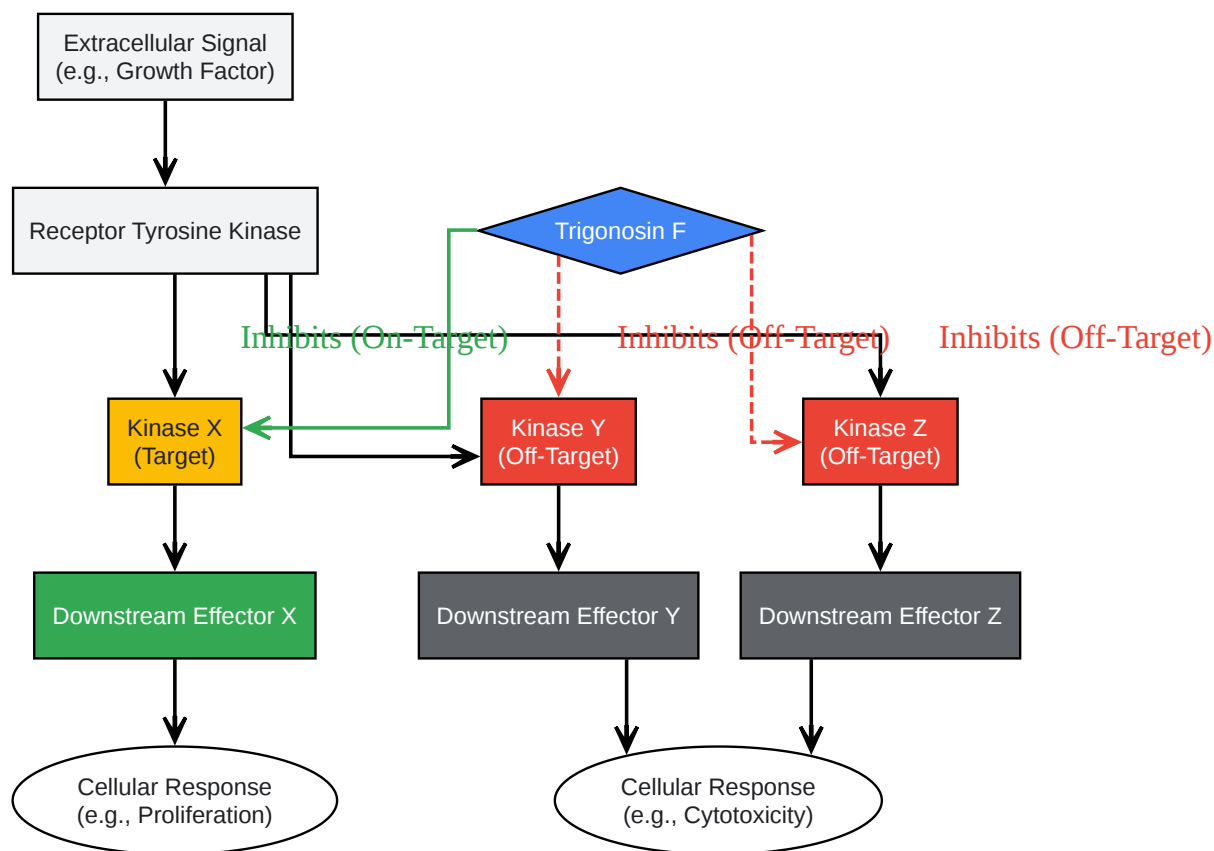 Extracellular Signal
(e.g., Growth Factor)
Receptor Tyrosine Kinase
Trigonosin F
Inhibits (On-Target)
Inhibits (Off-Target)
Inhibits (Off-Target)
Kinase X
(Target)
Kinase Y
(Off-Target)
Kinase Z
(Off-Target)
Downstream Effector X
Downstream Effector Y
Downstream Effector Z
Cellular Response
(e.g., Proliferation)
Cellular Response
(e.g., Cytotoxicity)